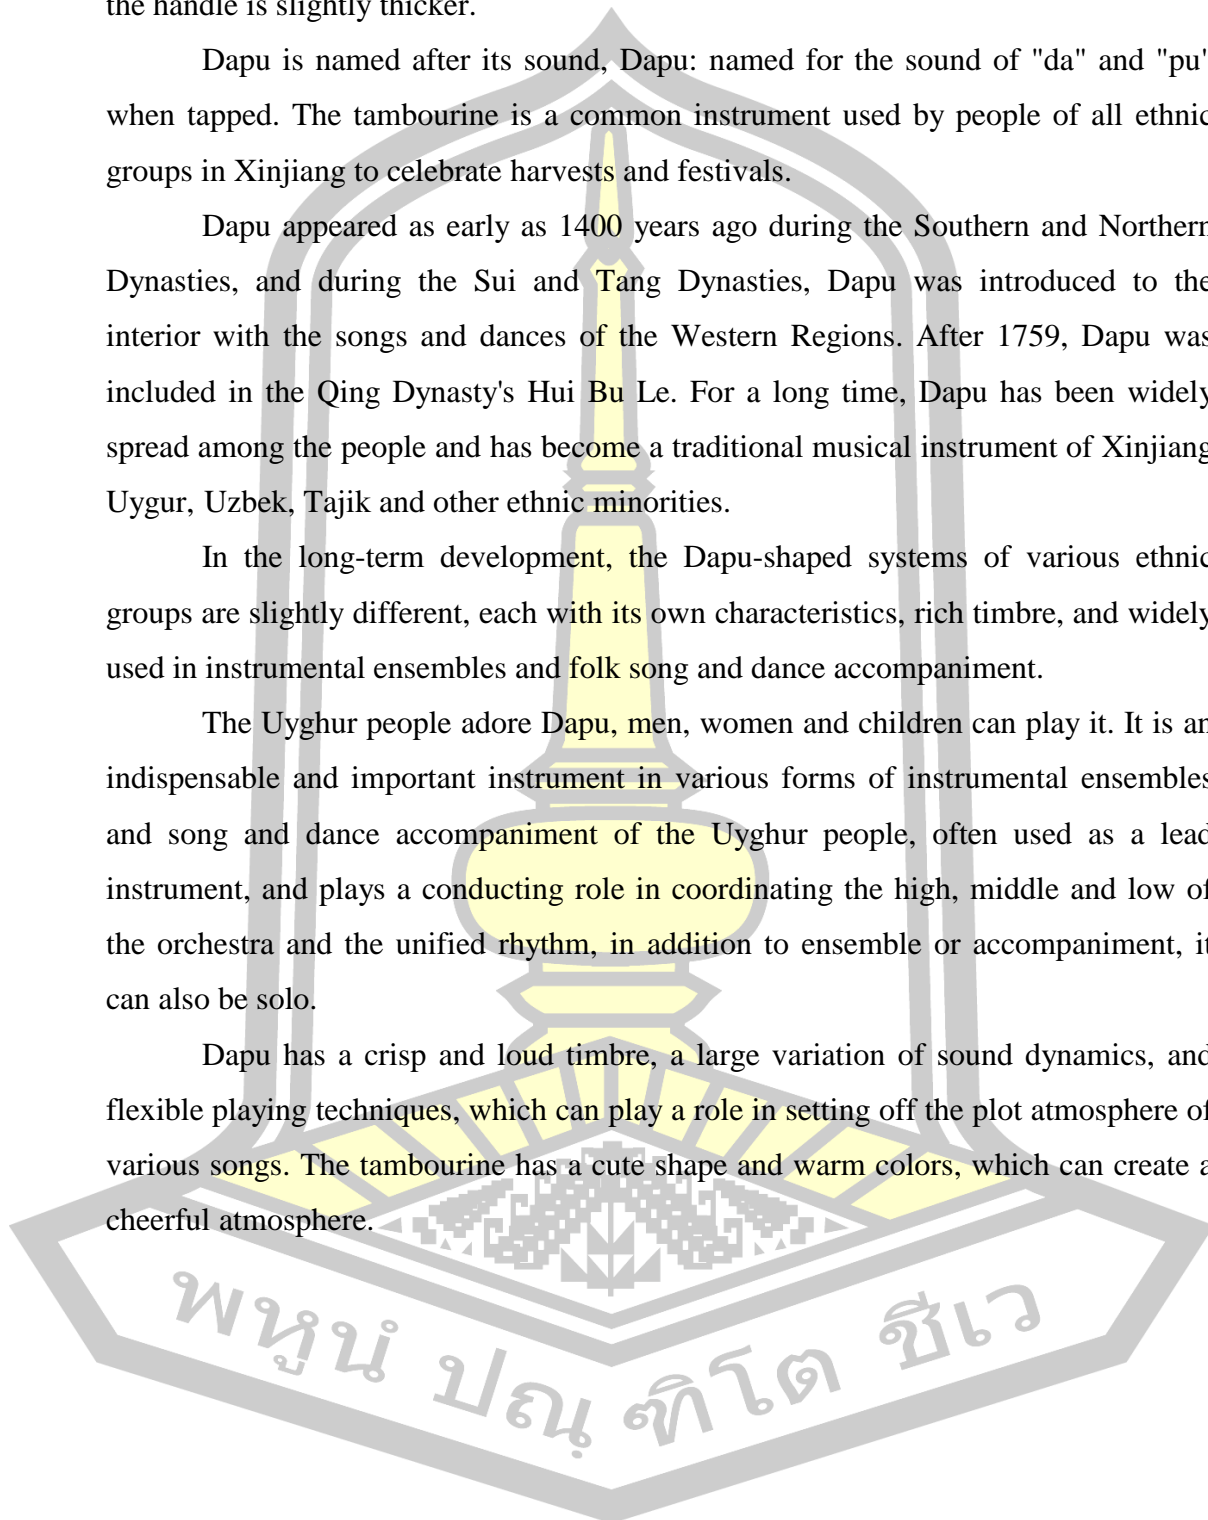 the handle is slightly thicker.
Dapu is named after its sound, Dapu: named for the sound of "da" and "pu"
when tapped. The tambourine is a common instrument used by people of all ethnic
groups in Xinjiang to celebrate harvests and festivals.
Dapu appeared as early as 1400 years ago during the Southern and Northern
Dynasties, and during the Sui and Tang Dynasties, Dapu was introduced to the
interior with the songs and dances of the Western Regions. After 1759, Dapu was
included in the Qing Dynasty's Hui Bu Le. For a long time, Dapu has been widely
spread among the people and has become a traditional musical instrument of Xinjiang
Uygur, Uzbek, Tajik and other ethnic minorities.
In the long-term development, the Dapu-shaped systems of various ethnic
groups are slightly different, each with its own characteristics, rich timbre, and widely
used in instrumental ensembles and folk song and dance accompaniment.
The Uyghur people adore Dapu, men, women and children can play it. It is an
indispensable and important instrument in various forms of instrumental ensembles
and song and dance accompaniment of the Uyghur people, often used as a lead
instrument, and plays a conducting role in coordinating the high, middle and low of
the orchestra and the unified rhythm, in addition to ensemble or accompaniment, it
can also be solo.
Dapu has a crisp and loud timbre, a large variation of sound dynamics, and
flexible playing techniques, which can play a role in setting off the plot atmosphere of
various songs. The tambourine has a cute shape and warm colors, which can create a
cheerful atmosphere.
พหูนํ ปณฺฑิโต ชีเว